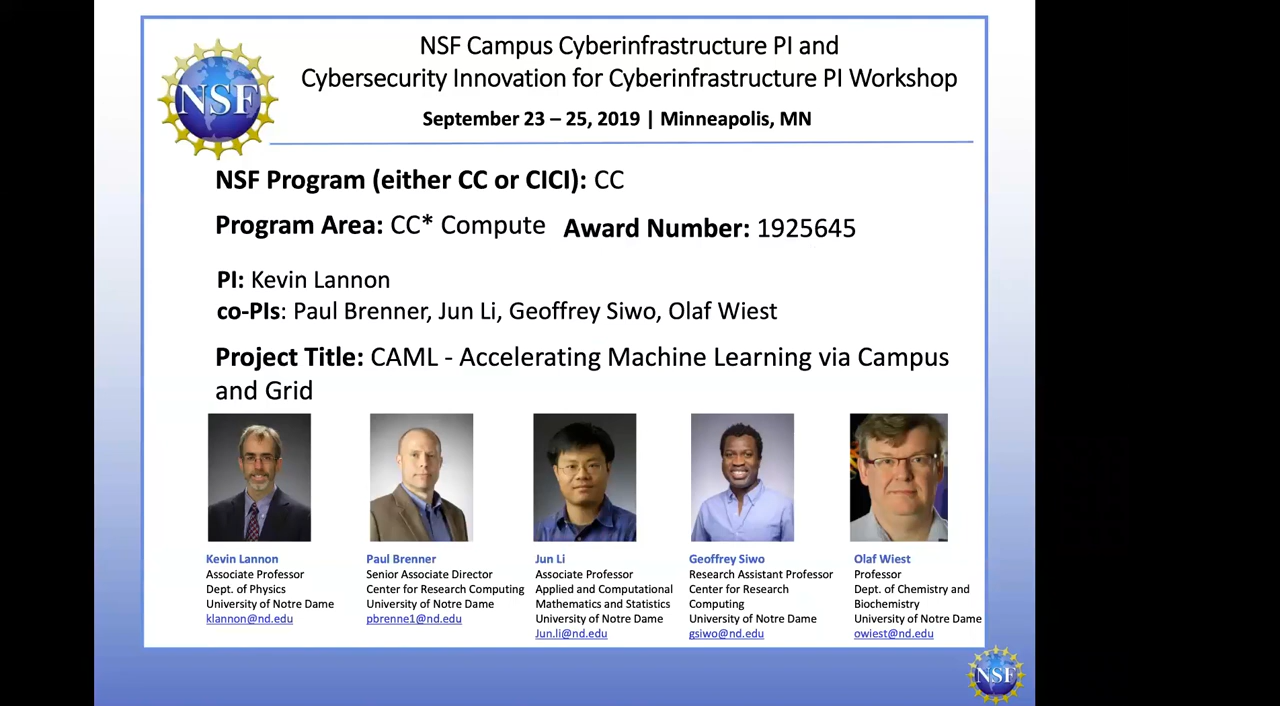 NSF Campus Cyberinfrastructure PI and
Cybersecurity Innovation for Cyberinfrastructure PI Workshop
September 23 – 25, 2019 | Minneapolis, MN
NSF
NSF Program (either CC or CICI): CC
Program Area: CC* Compute Award Number: 1925645
PI: Kevin Lannon
co-PIs: Paul Brenner, Jun Li, Geoffrey Siwo, Olaf Wiest
Project Title: CAML - Accelerating Machine Learning via Campus
and Grid
Kevin Lannon
Associate Professor
Dept. of Physics
University of Notre Dame
klannon@nd.edu
Paul Brenner
Senior Associate Director
Center for Research Computing
University of Notre Dame
pbrenne1@nd.edu
Jun Li
Associate Professor
Applied and Computational
Mathematics and Statistics
University of Notre Dame
Jun.li@nd.edu
Geoffrey Siwo
Research Assistant Professor
Center for Research
Computing
University of Notre Dame
gsiwo@nd.edu
Olaf Wiest
Professor
Dept. of Chemistry and
Biochemistry
University of Notre Dame
owiest@nd.edu
NSF